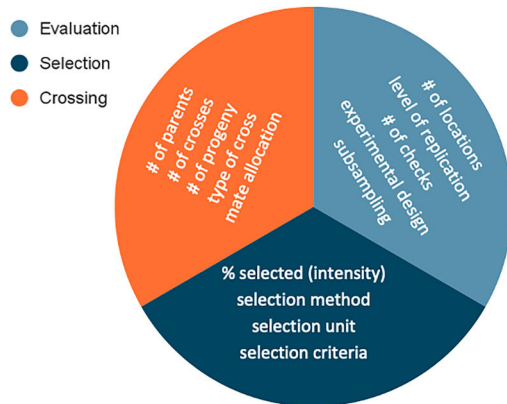 Evaluation
Selection
Crossing
# of parents
# of crosses
# of progeny
type of cross
mate allocation
# of locations
level of replication
# of checks
experimental design
subsampling
% selected (intensity)
selection method
selection unit
selection criteria